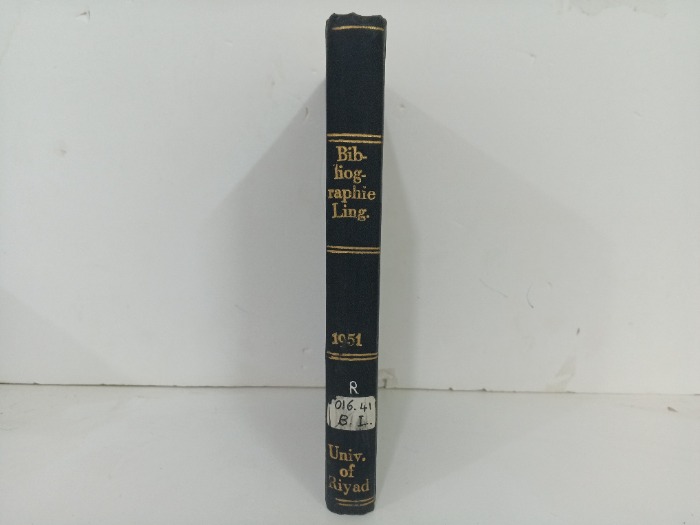 Bib-
liog-
raphie
Ling.
1951
R
016.41
B. L.
Univ.
of
Riyad